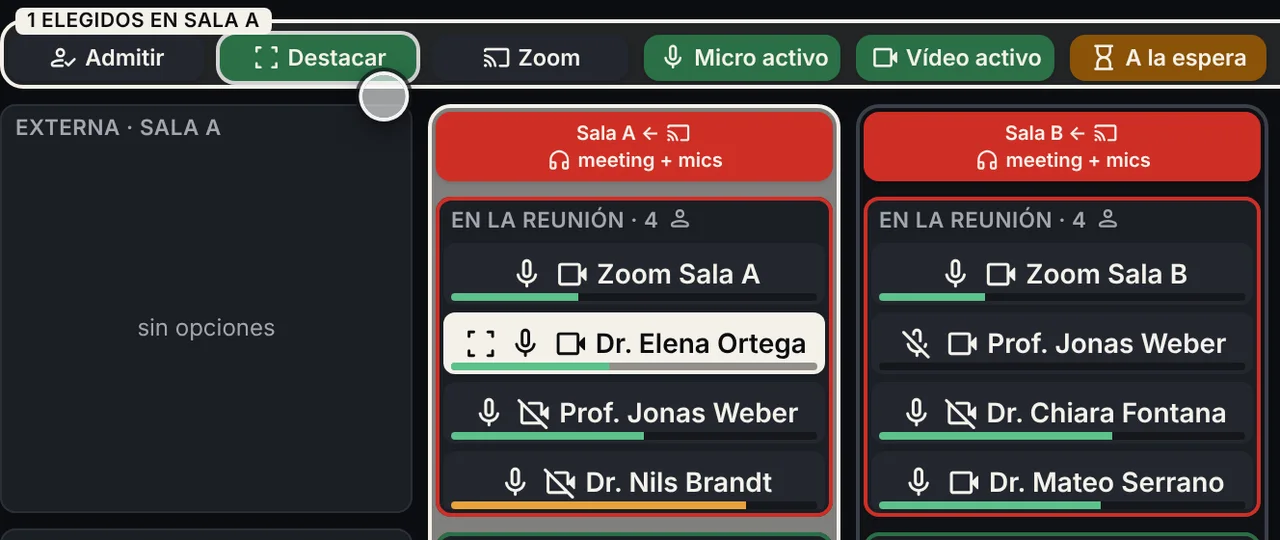 1 ELEGIDOS EN SALA A
Admitir
Destacar
Zoom
Micro activo
Vídeo activo
A la espera
EXTERNA · SALA A
sin opciones
Sala A ←
meeting + mics
EN LA REUNIÓN · 4
Zoom Sala A
Dr. Elena Ortega
Prof. Jonas Weber
Dr. Nils Brandt
Sala B ←
meeting + mics
EN LA REUNIÓN · 4
Zoom Sala B
Prof. Jonas Weber
Dr. Chiara Fontana
Dr. Mateo Serrano